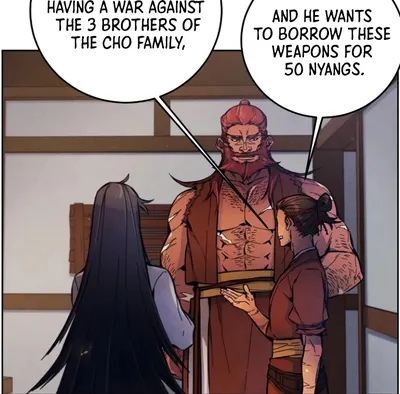 HAVING A WAR AGAINST
THE 3 BROTHERS OF
THE CHO FAMILY,
AND HE WANTS
TO BORROW THESE
WEAPONS FOR
50 NYANGS.